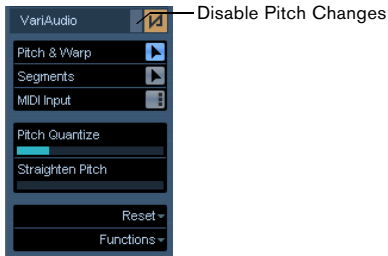 VariAudio
Disable Pitch Changes
Pitch & Warp
Segments
MIDI Input
Pitch Quantize
Straighten Pitch
Reset
Functions